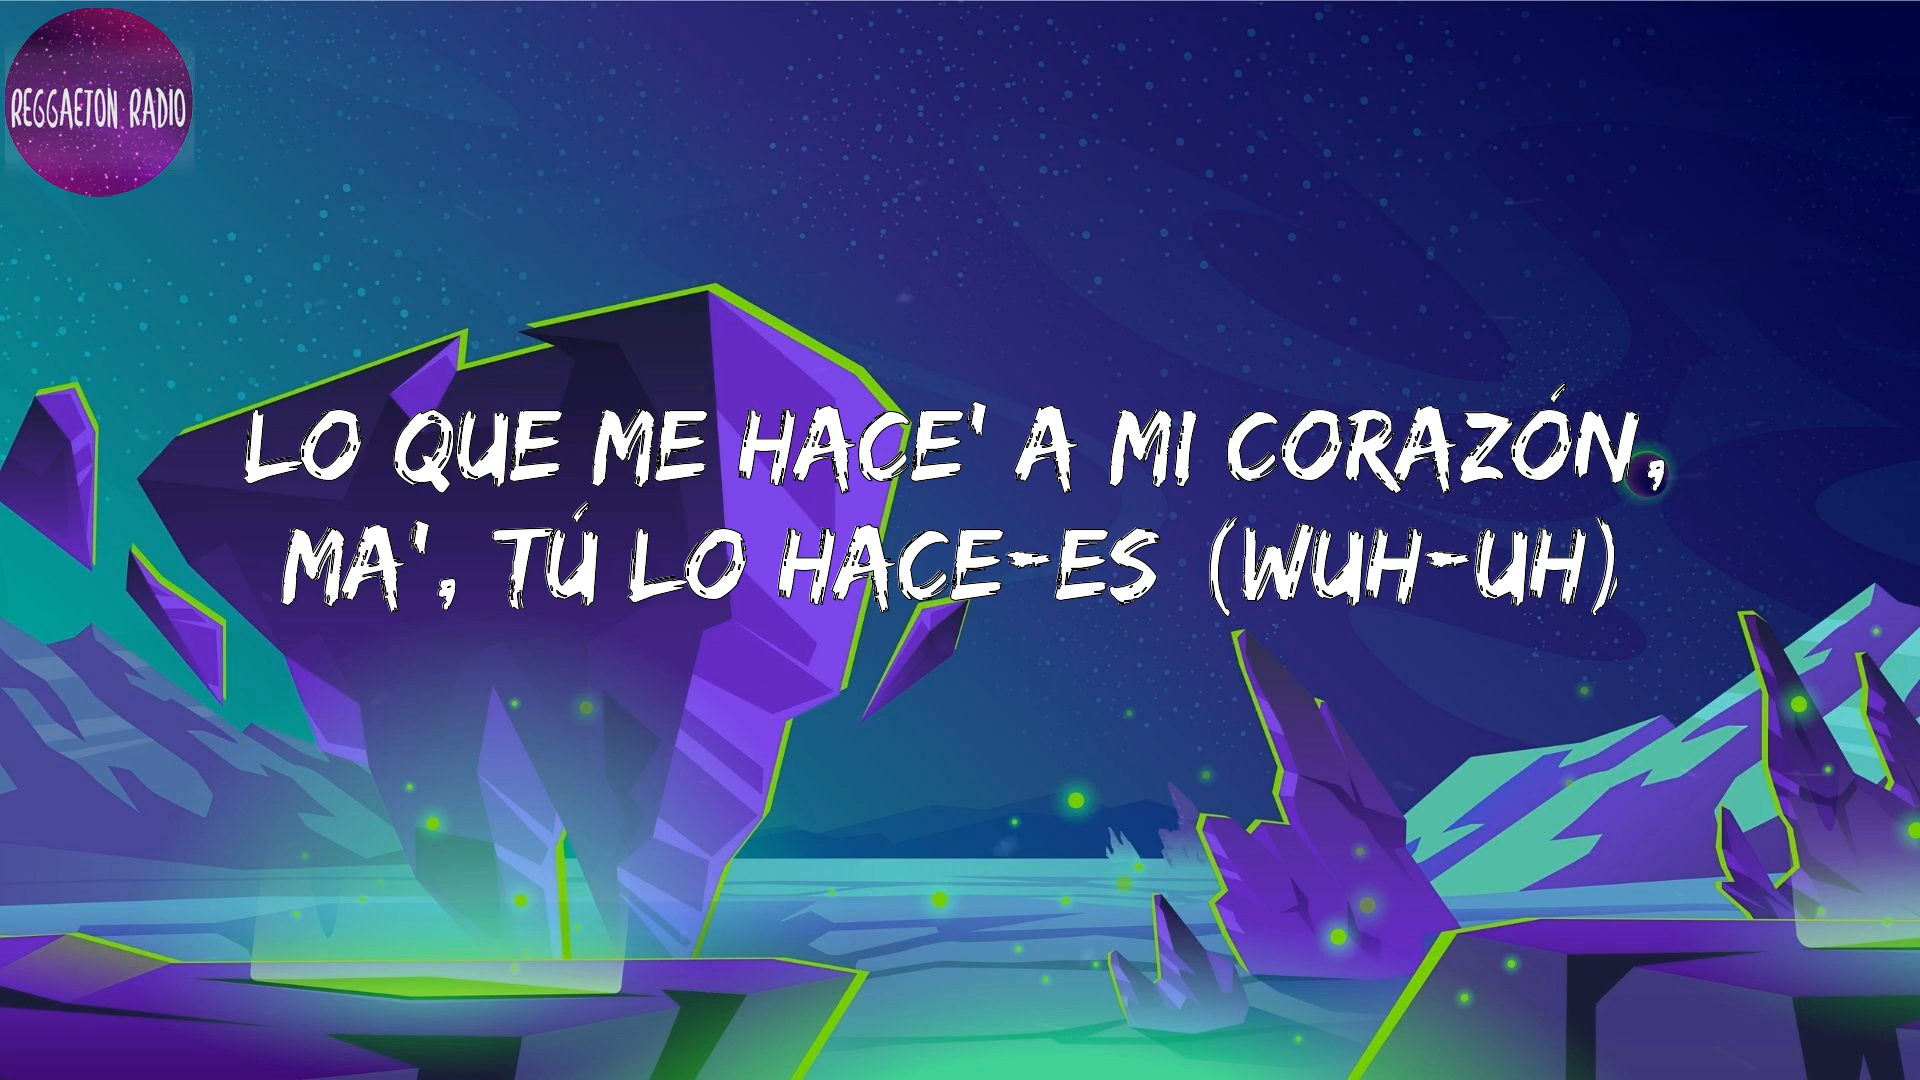 REGGAETON RADIO
LO QUE ME HACE' A MI CORAZÓN,
MA', TÚ LO HACE-ES (WUH-UH)